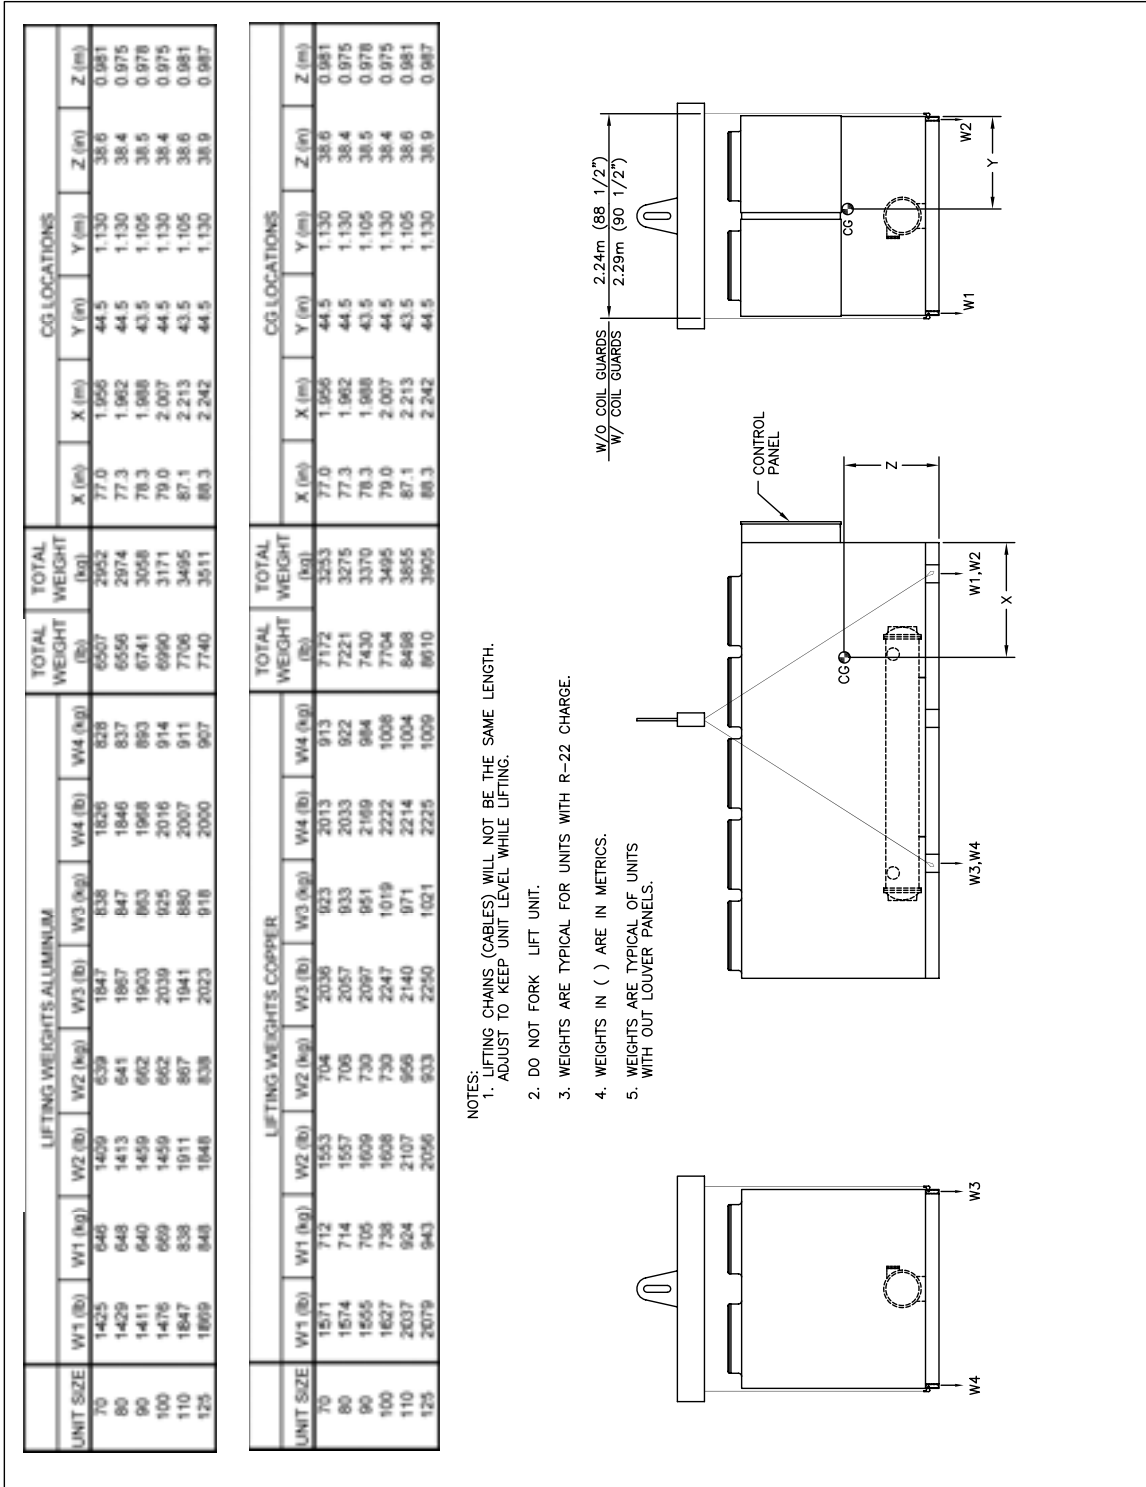 LIFTING WEIGHTS ALUMINUM TOTAL WEIGHT TOTAL WEIGHT CG LOCATIONS
UNIT SIZE W1 (lb) W1 (kg) W2 (lb) W2 (kg) W3 (lb) W3 (kg) W4 (lb) W4 (kg) (lb) (kg) X (in) X (m) Y (in) Y (m) Z (in) Z (m)
70 1425 646 1409 639 1847 838 1826 828 6507 2952 77.0 1.956 44.5 1.130 38.6 0.981
80 1429 648 1413 641 1867 847 1846 837 6556 2974 77.3 1.962 44.5 1.130 38.4 0.975
90 1411 640 1459 662 1903 863 1968 893 6741 3058 78.3 1.988 43.5 1.105 38.5 0.978
100 1476 669 1459 662 2039 925 2016 914 6990 3171 79.0 2.007 44.5 1.130 38.4 0.975
110 1847 838 1911 867 1941 880 2007 911 7706 3495 87.1 2.213 43.5 1.105 38.6 0.981
125 1869 848 1848 838 2023 918 2000 907 7740 3511 88.3 2.242 44.5 1.130 38.9 0.987
LIFTING WEIGHTS COPPER TOTAL WEIGHT TOTAL WEIGHT CG LOCATIONS
UNIT SIZE W1 (lb) W1 (kg) W2 (lb) W2 (kg) W3 (lb) W3 (kg) W4 (lb) W4 (kg) (lb) (kg) X (in) X (m) Y (in) Y (m) Z (in) Z (m)
70 1571 712 1553 704 2036 923 2013 913 7172 3253 77.0 1.956 44.5 1.130 38.6 0.981
80 1574 714 1557 706 2057 933 2033 922 7221 3275 77.3 1.962 44.5 1.130 38.4 0.975
90 1555 705 1609 730 2097 951 2169 984 7430 3370 78.3 1.988 43.5 1.105 38.5 0.978
100 1627 738 1608 730 2247 1019 2222 1008 7704 3495 79.0 2.007 44.5 1.130 38.4 0.975
110 2037 924 2107 956 2140 971 2214 1004 8498 3855 87.1 2.213 43.5 1.105 38.6 0.981
125 2079 943 2056 933 2250 1021 2225 1009 8610 3905 88.3 2.242 44.5 1.130 38.9 0.987
NOTES:
1. LIFTING CHAINS (CABLES) WILL NOT BE THE SAME LENGTH.
ADJUST TO KEEP UNIT LEVEL WHILE LIFTING.
2. DO NOT FORK LIFT UNIT.
3. WEIGHTS ARE TYPICAL FOR UNITS WITH R-22 CHARGE.
4. WEIGHTS IN ( ) ARE IN METRICS.
5. WEIGHTS ARE TYPICAL OF UNITS
WITH OUT LOUVER PANELS.
W4
W3
CONTROL
PANEL
CG
Z
W3,W4
W1,W2
X
W/O COIL GUARDS 2.24m (88 1/2")
W/ COIL GUARDS 2.29m (90 1/2")
CG
W1
W2
Y